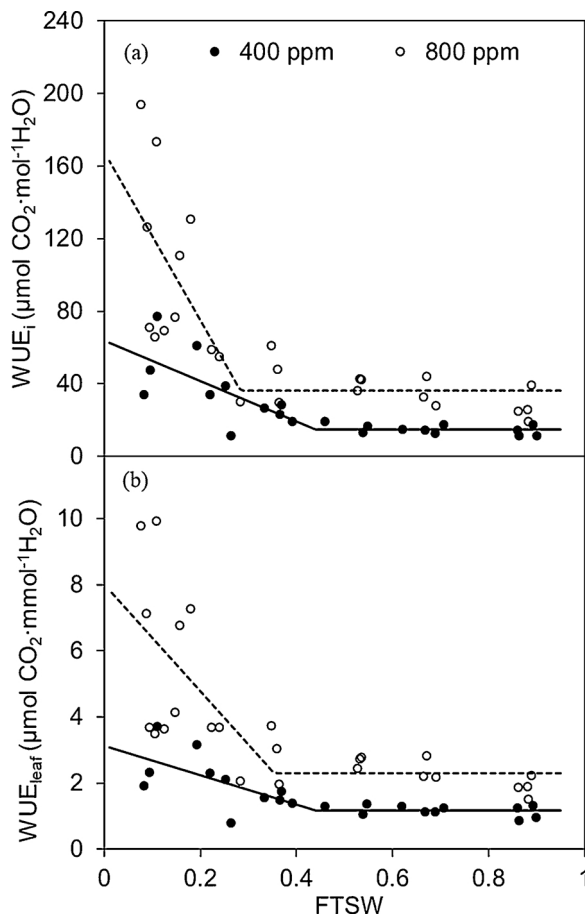 (a) 400 ppm 800 ppm
WUEi (μmol CO2·mol-1H2O)
240
200
160
120
80
40
0
(b)
WUEleaf (μmol CO2·mmol-1H2O)
10
8
6
4
2
0
0 0.2 0.4 0.6 0.8 1
FTSW